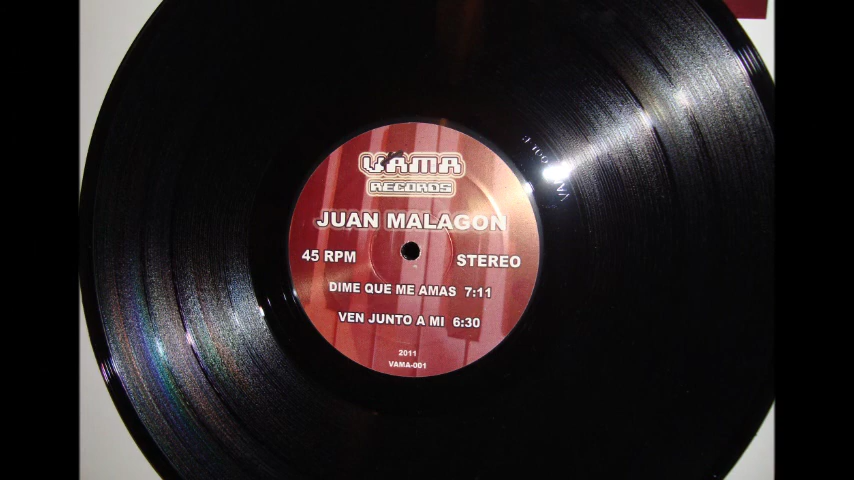 VAMA
RECORDS
JUAN MALAGON
45 RPM
STEREO
DIME QUE ME AMAS 7:11
VEN JUNTO A MI 6:30
2011
VAMA-001